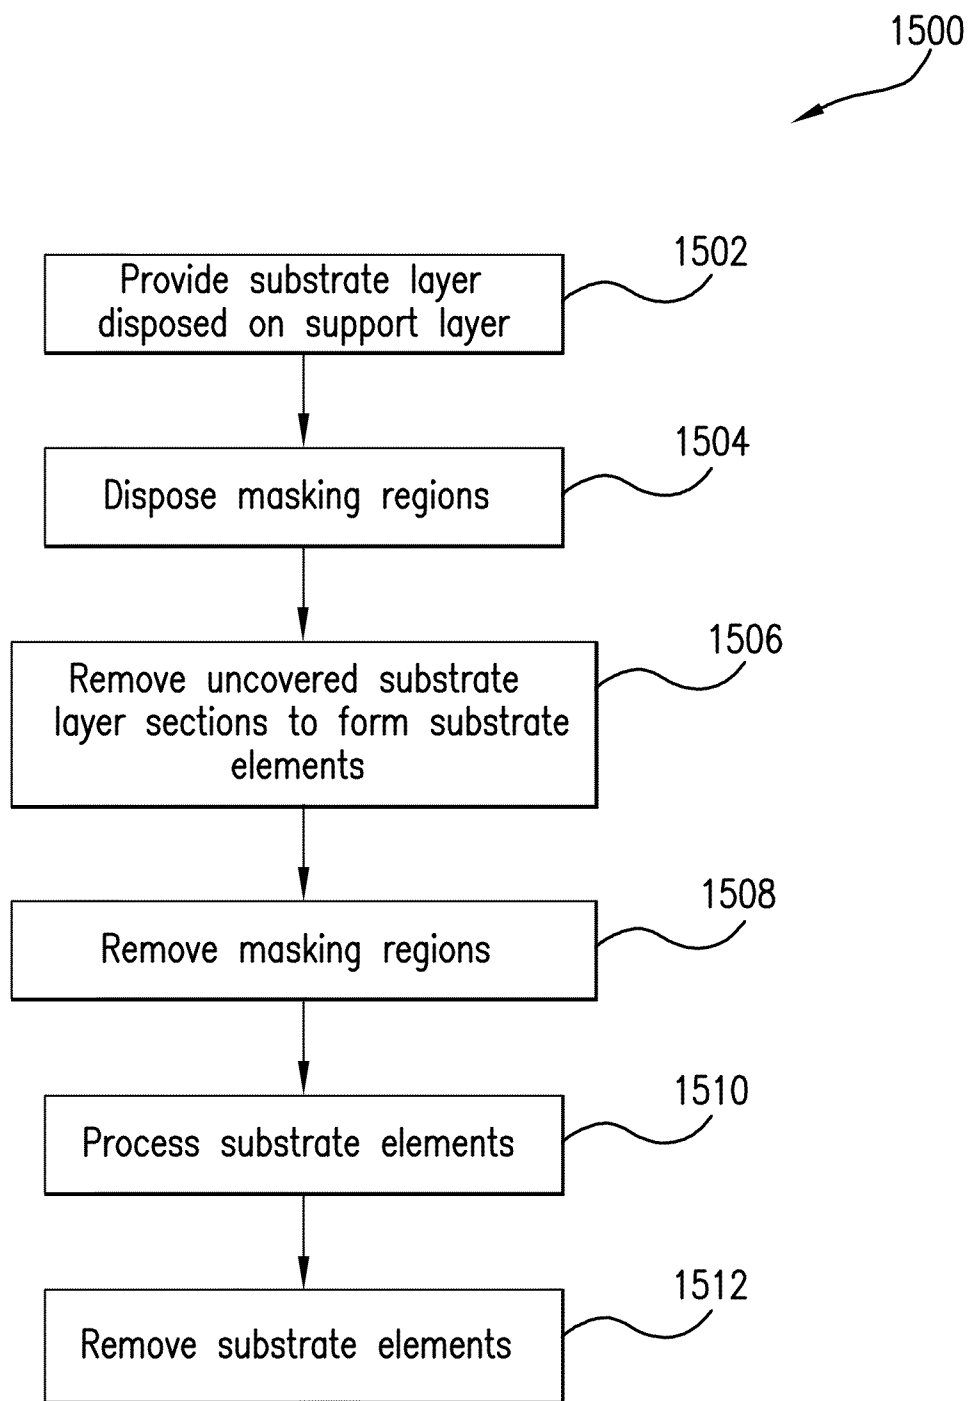 1500
1502
Provide substrate layer
disposed on support layer
1504
Dispose masking regions
1506
Remove uncovered substrate
layer sections to form substrate
elements
1508
Remove masking regions
1510
Process substrate elements
1512
Remove substrate elements